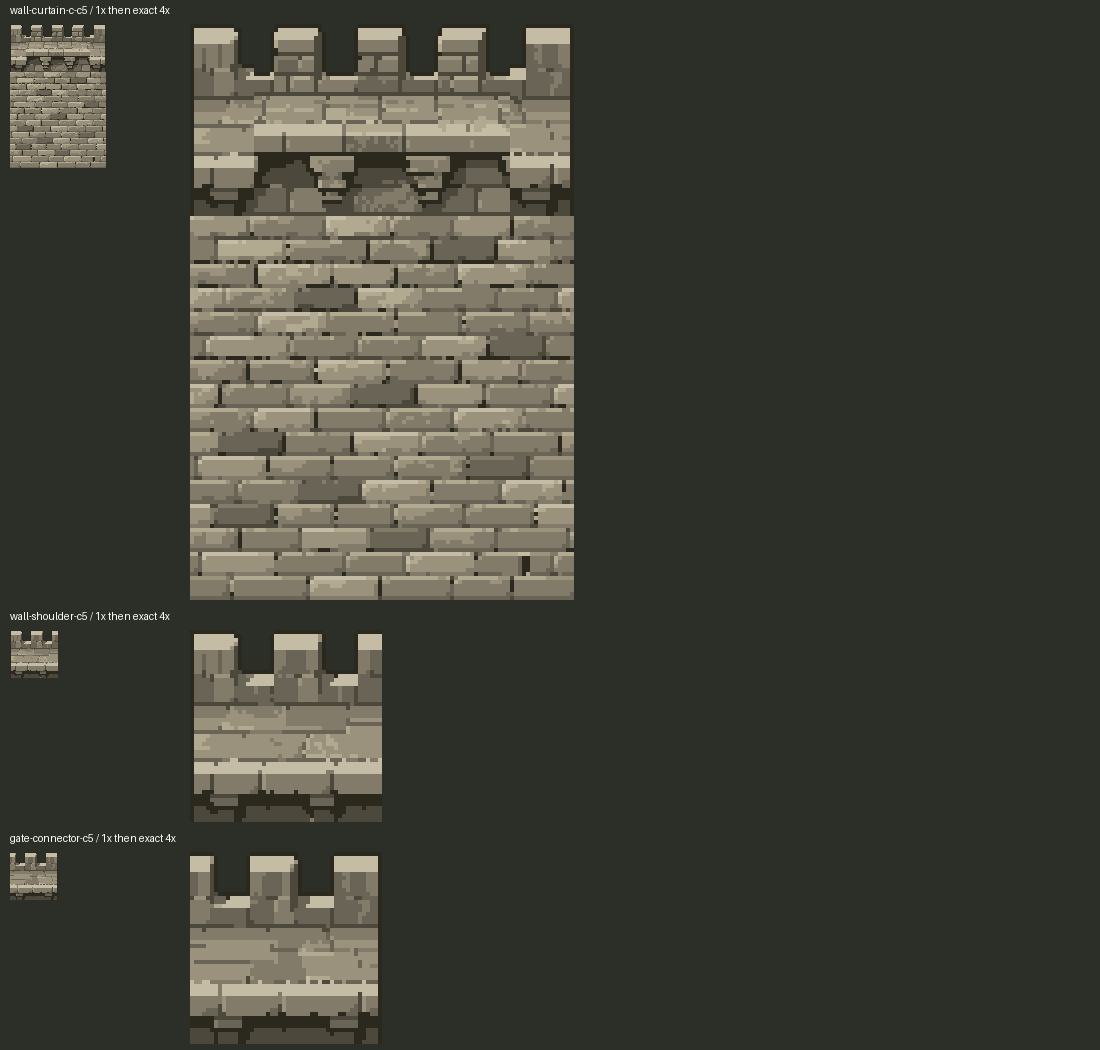 wall-curtain-c-c5 / 1x then exact 4x
wall-shoulder-c5 / 1x then exact 4x
gate-connector-c5 / 1x then exact 4x